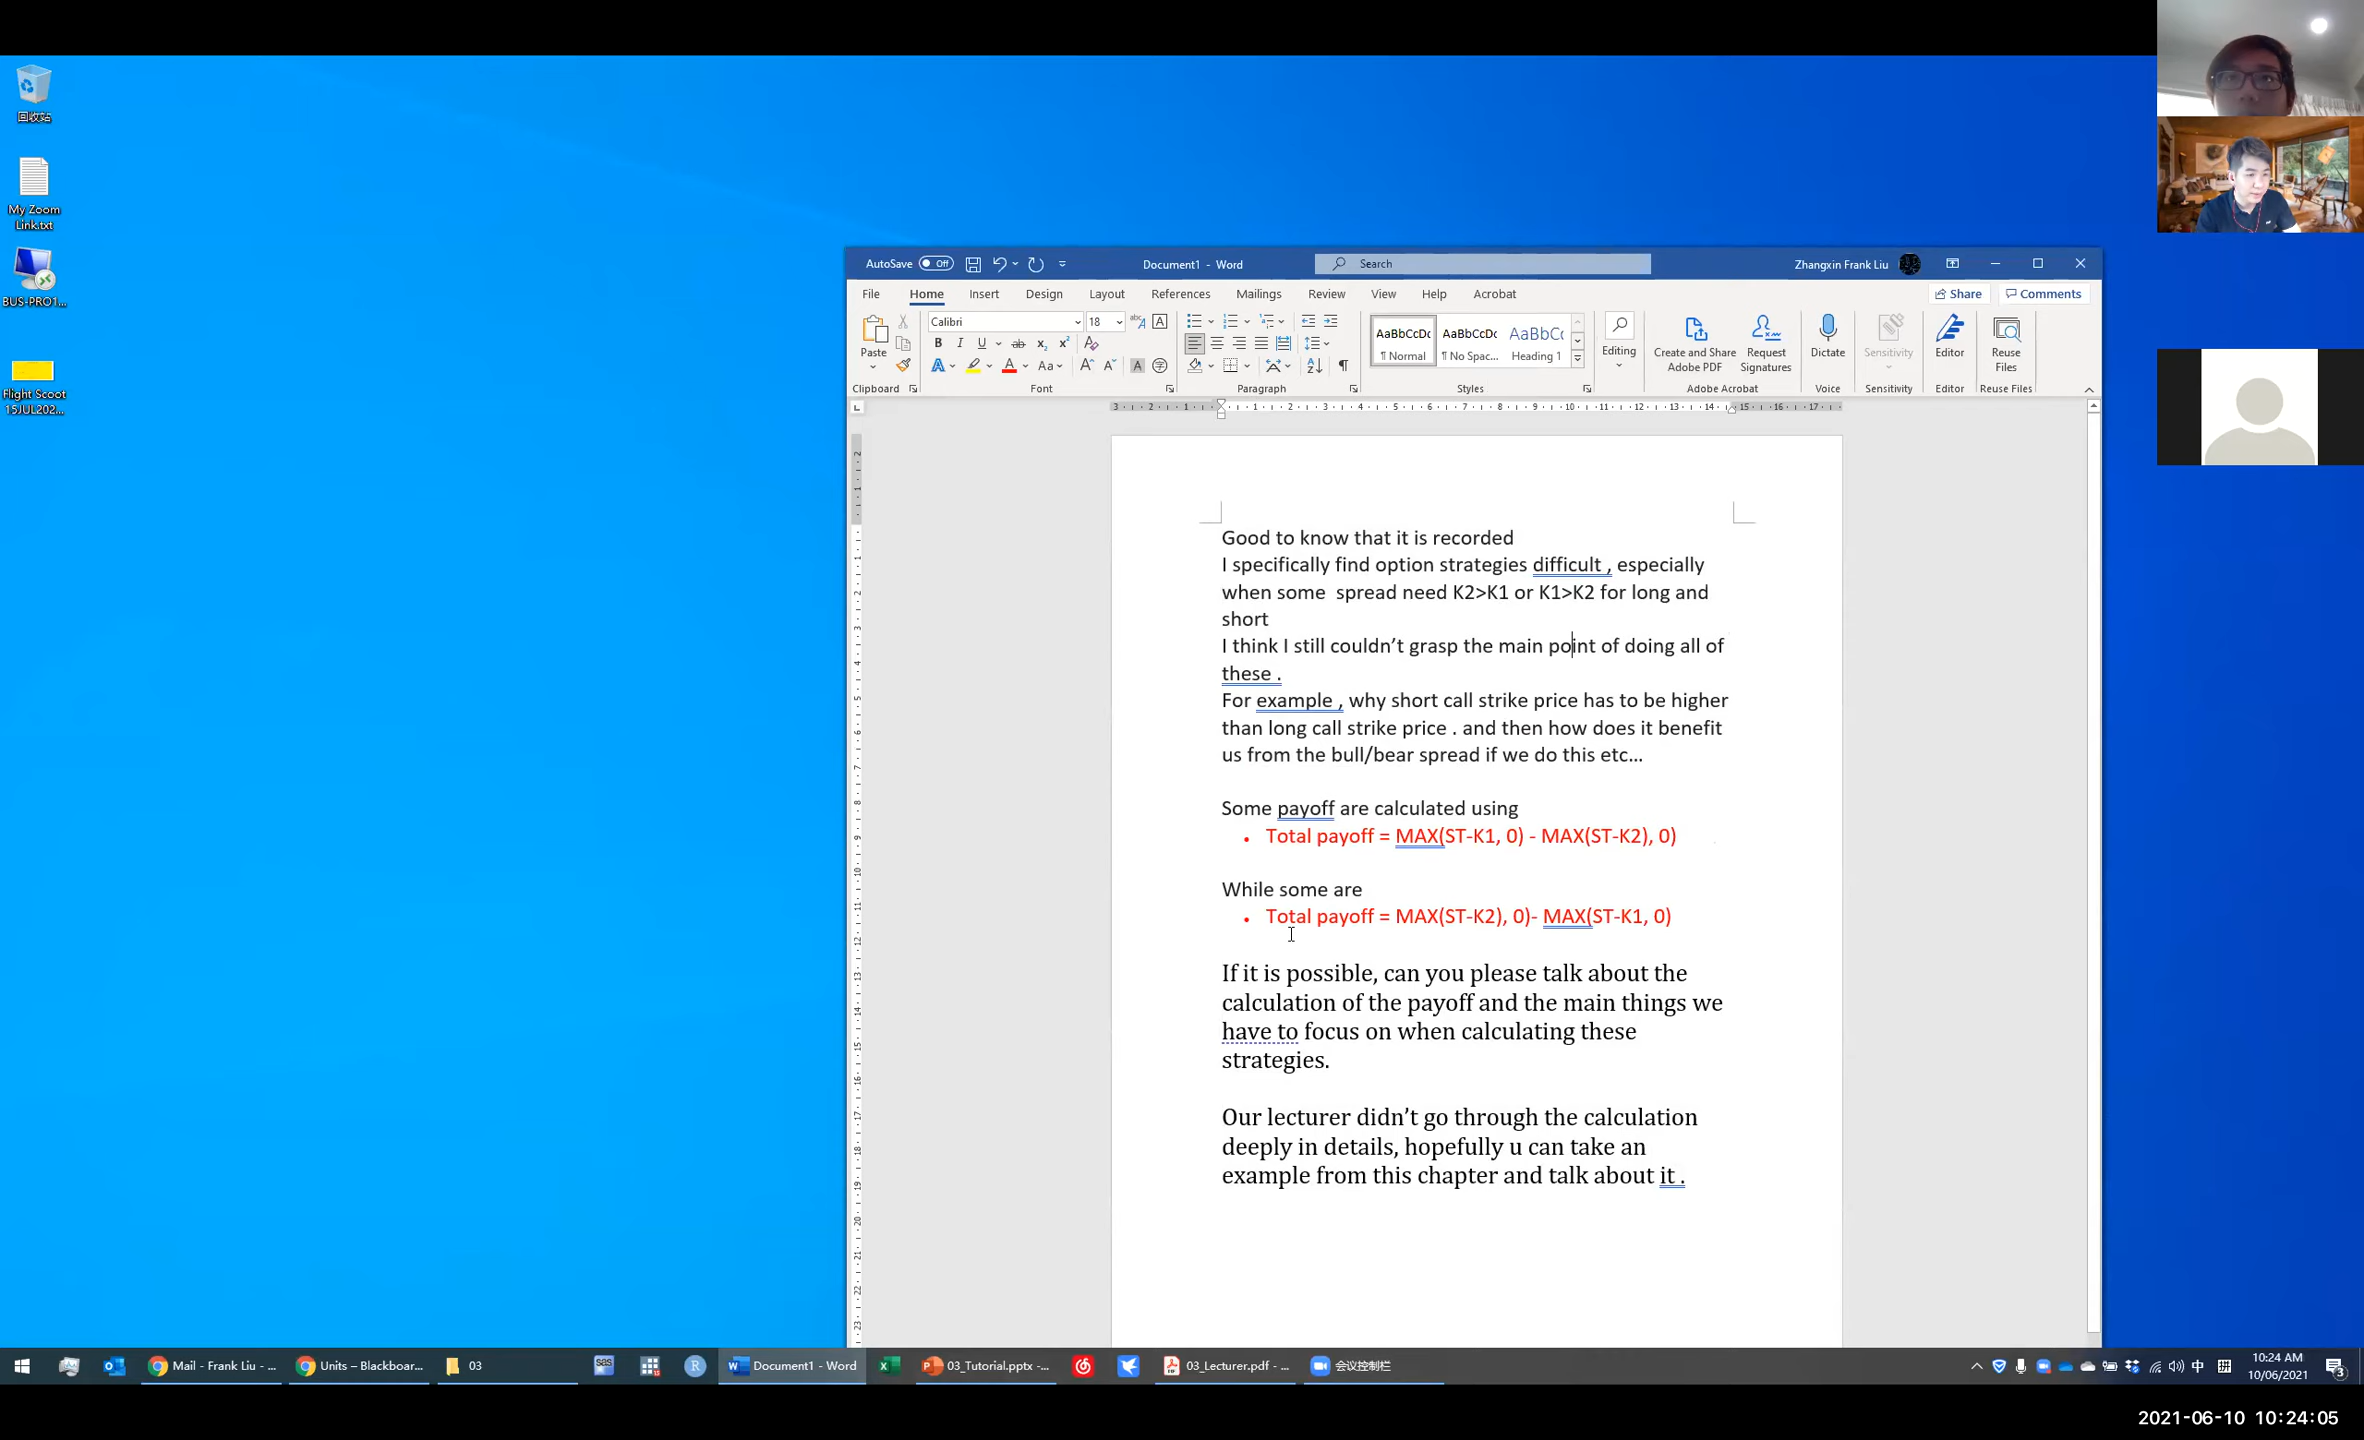 回收站
My Zoom
Link.txt
BUS-PRO1...
Flight Scoot
15JUL202...
AutoSave Off
Document1 - Word
Search
Zhangxin Frank Liu
File Home Insert Design Layout References Mailings Review View Help Acrobat
Share Comments
Calibri 18
Paste
Clipboard
Font
Paragraph
AaBbCcDc AaBbCcDc AaBbCc
¶ Normal ¶ No Spac... Heading 1
Styles
Editing
Create and Share
Adobe PDF
Request
Signatures
Adobe Acrobat
Dictate
Voice
Sensitivity
Sensitivity
Editor
Editor
Reuse
Files
Reuse Files
Good to know that it is recorded
I specifically find option strategies difficult , especially
when some  spread need K2>K1 or K1>K2 for long and
short
I think I still couldn’t grasp the main point of doing all of
these .
For example , why short call strike price has to be higher
than long call strike price . and then how does it benefit
us from the bull/bear spread if we do this etc...
Some payoff are calculated using
• Total payoff = MAX(ST-K1, 0) - MAX(ST-K2), 0)
While some are
• Total payoff = MAX(ST-K2), 0)- MAX(ST-K1, 0)
If it is possible, can you please talk about the
calculation of the payoff and the main things we
have to focus on when calculating these
strategies.
Our lecturer didn’t go through the calculation
deeply in details, hopefully u can take an
example from this chapter and talk about it .
Mail - Frank Liu - ...
Units – Blackboar...
03
Document1 - Word
03_Tutorial.pptx -...
03_Lecturer.pdf - ...
会议控制栏
中 拼
10:24 AM
10/06/2021
2021-06-10 10:24:05